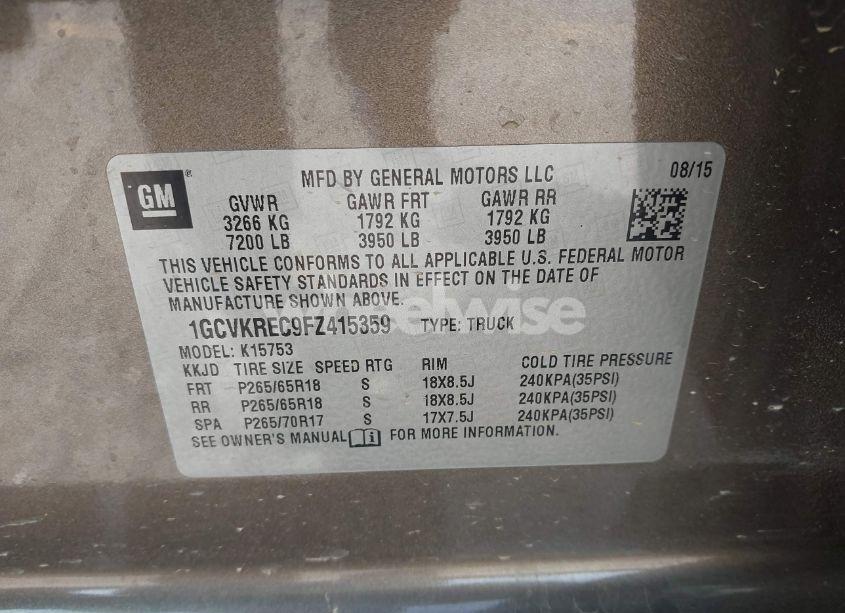 GM
®
MFD BY GENERAL MOTORS LLC
08/15
GVWR GAWR FRT GAWR RR
3266 KG 1792 KG 1792 KG
7200 LB 3950 LB 3950 LB
THIS VEHICLE CONFORMS TO ALL APPLICABLE U.S. FEDERAL MOTOR
VEHICLE SAFETY STANDARDS IN EFFECT ON THE DATE OF
MANUFACTURE SHOWN ABOVE.
wheelwise
1GCVKREC9FZ415359 TYPE: TRUCK
MODEL: K15753
KKJD TIRE SIZE SPEED RTG RIM COLD TIRE PRESSURE
FRT P265/65R18 S 18X8.5J 240KPA(35PSI)
RR P265/65R18 S 18X8.5J 240KPA(35PSI)
SPA P265/70R17 S 17X7.5J 240KPA(35PSI)
SEE OWNER'S MANUAL FOR MORE INFORMATION.